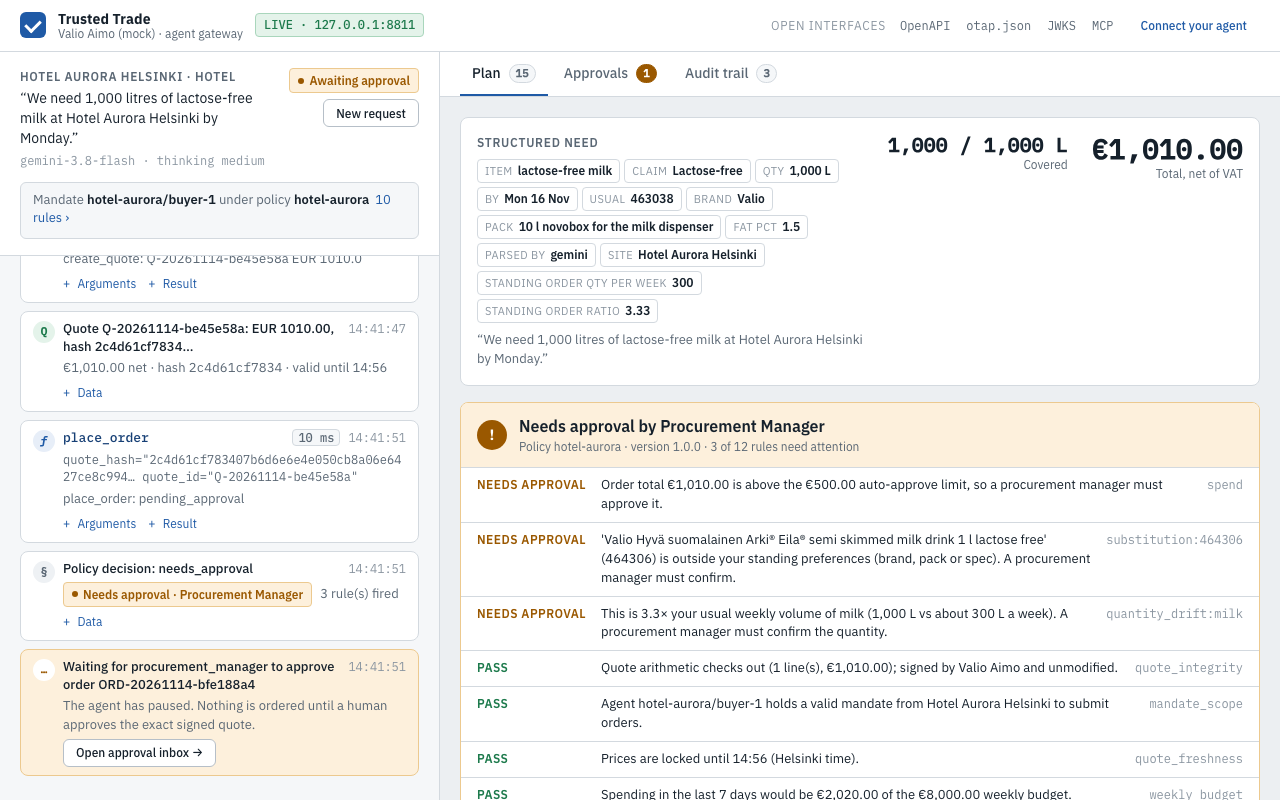 Trusted Trade
Valio Aimo (mock) · agent gateway
LIVE · 127.0.0.1:8811
OPEN INTERFACES OpenAPI otap.json JWKS MCP Connect your agent
HOTEL AURORA HELSINKI · HOTEL
“We need 1,000 litres of lactose-free
milk at Hotel Aurora Helsinki by
Monday.”
gemini-3.8-flash · thinking medium
Awaiting approval
New request
Mandate hotel-aurora/buyer-1 under policy hotel-aurora 10
rules ›
create_quote: Q-20261114-be45e58a EUR 1010.0
+ Arguments + Result
Q
Quote Q-20261114-be45e58a: EUR 1010.00, 14:41:47
hash 2c4d61cf7834…
€1,010.00 net · hash 2c4d61cf7834 · valid until 14:56
+ Data
ƒ
place_order 10 ms 14:41:51
quote_hash="2c4d61cf783407b6d6e6e4e050cb8a06e64
27ce8c994… quote_id="Q-20261114-be45e58a"
place_order: pending_approval
+ Arguments + Result
§
Policy decision: needs_approval 14:41:51
Needs approval · Procurement Manager 3 rule(s) fired
+ Data
…
Waiting for procurement_manager to approve 14:41:51
order ORD-20261114-bfe188a4
The agent has paused. Nothing is ordered until a human
approves the exact signed quote.
Open approval inbox →
Plan 15 Approvals 1 Audit trail 3
STRUCTURED NEED
ITEM lactose-free milk CLAIM Lactose-free QTY 1,000 L
BY Mon 16 Nov USUAL 463038 BRAND Valio
PACK 10 l novobox for the milk dispenser FAT PCT 1.5
PARSED BY gemini SITE Hotel Aurora Helsinki
STANDING ORDER QTY PER WEEK 300
STANDING ORDER RATIO 3.33
“We need 1,000 litres of lactose-free milk at Hotel Aurora Helsinki
by Monday.”
1,000 / 1,000 L
Covered
€1,010.00
Total, net of VAT
!
Needs approval by Procurement Manager
Policy hotel-aurora · version 1.0.0 · 3 of 12 rules need attention
NEEDS APPROVAL Order total €1,010.00 is above the €500.00 auto-approve limit, so a procurement manager must spend
approve it.
NEEDS APPROVAL 'Valio Hyvä suomalainen Arki® Eila® semi skimmed milk drink 1 l lactose free' substitution:464306
(464306) is outside your standing preferences (brand, pack or spec). A procurement
manager must confirm.
NEEDS APPROVAL This is 3.3× your usual weekly volume of milk (1,000 L vs about 300 L a week). A quantity_drift:milk
procurement manager must confirm the quantity.
PASS Quote arithmetic checks out (1 line(s), €1,010.00); signed by Valio Aimo and unmodified. quote_integrity
PASS Agent hotel-aurora/buyer-1 holds a valid mandate from Hotel Aurora Helsinki to submit mandate_scope
orders.
PASS Prices are locked until 14:56 (Helsinki time). quote_freshness
PASS Spending in the last 7 days would be €2,020.00 of the €8,000.00 weekly budget. weekly_budget